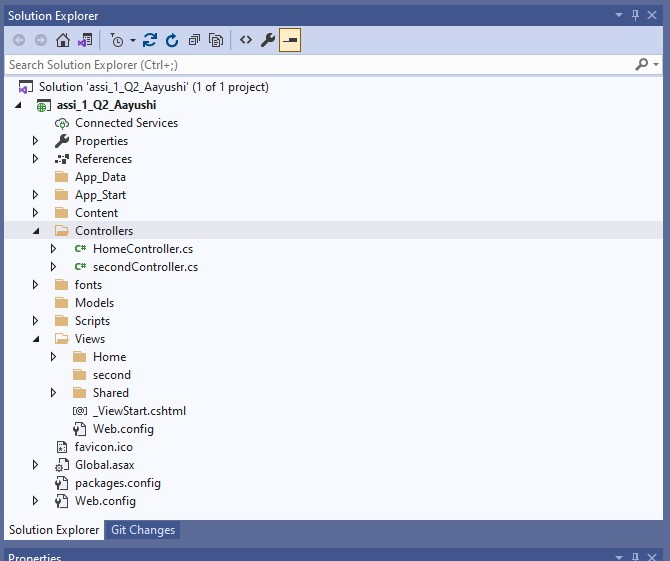 Solution Explorer
Search Solution Explorer (Ctrl+;)
Solution 'assi_1_Q2_Aayushi' (1 of 1 project)
assi_1_Q2_Aayushi
Connected Services
Properties
References
App_Data
App_Start
Content
Controllers
C# HomeController.cs
C# secondController.cs
fonts
Models
Scripts
Views
Home
second
Shared
[@] _ViewStart.cshtml
Web.config
favicon.ico
Global.asax
packages.config
Web.config
Solution Explorer Git Changes
Properties